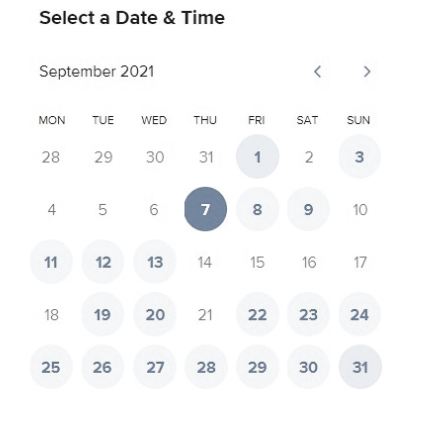 Select a Date & Time
September 2021
MON TUE WED THU FRI SAT SUN
28 29 30 31 1 2 3
4 5 6 7 8 9 10
11 12 13 14 15 16 17
18 19 20 21 22 23 24
25 26 27 28 29 30 31